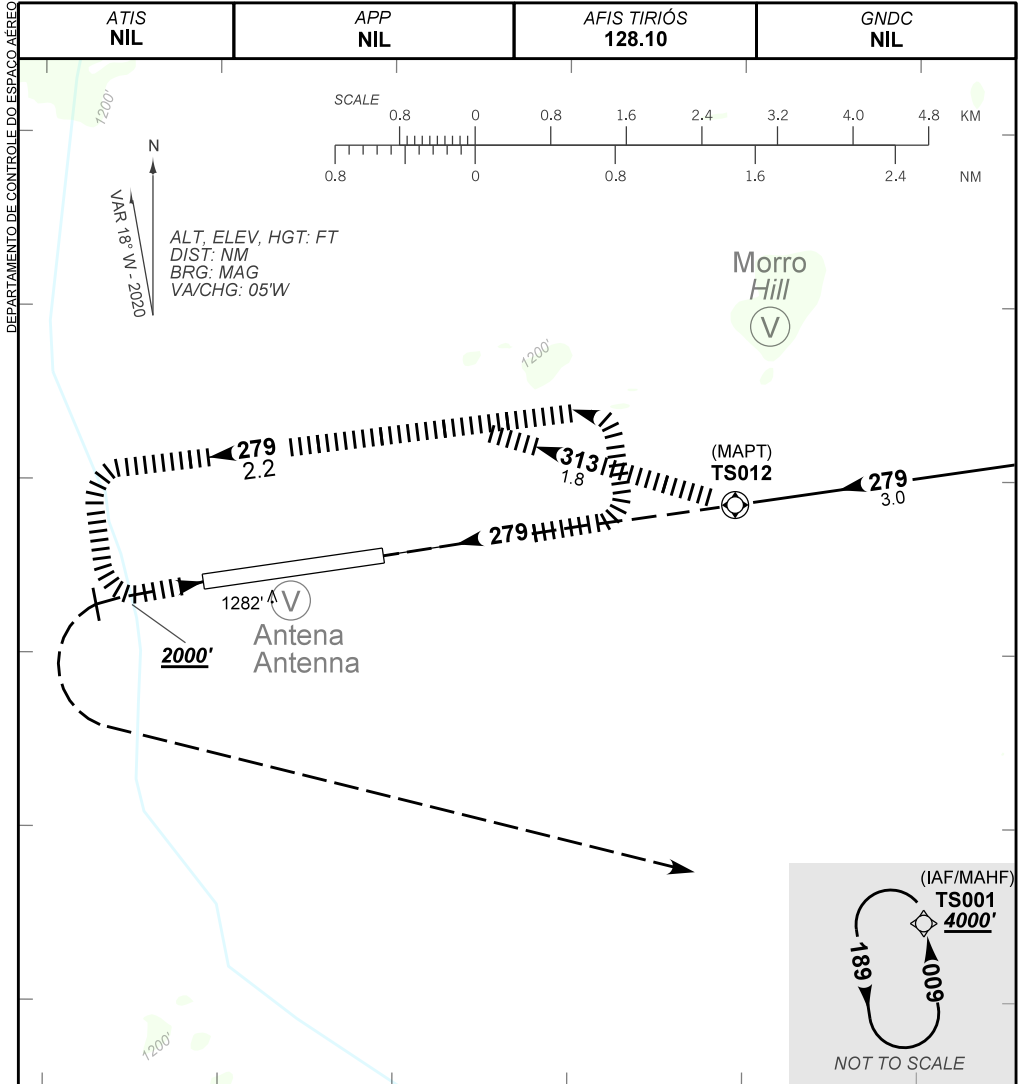 DEPARTAMENTO DE CONTROLE DO ESPAÇO AÉREO
ATIS
NIL
APP
NIL
AFIS TIRIÓS
128.10
GNDC
NIL
1200'
SCALE
0.8 0 0.8 1.6 2.4 3.2 4.0 4.8 KM
0.8 0 0.8 1.6 2.4 NM
N
VAR 18° W - 2020
ALT, ELEV, HGT: FT
DIST: NM
BRG: MAG
VA/CHG: 05'W
Morro
Hill
V
1200'
279
2.2
313
1.8
(MAPT)
TS012
279
3.0
279
1282'
V
Antena
Antenna
2000'
(IAF/MAHF)
TS001
4000'
189
009
NOT TO SCALE
1200'